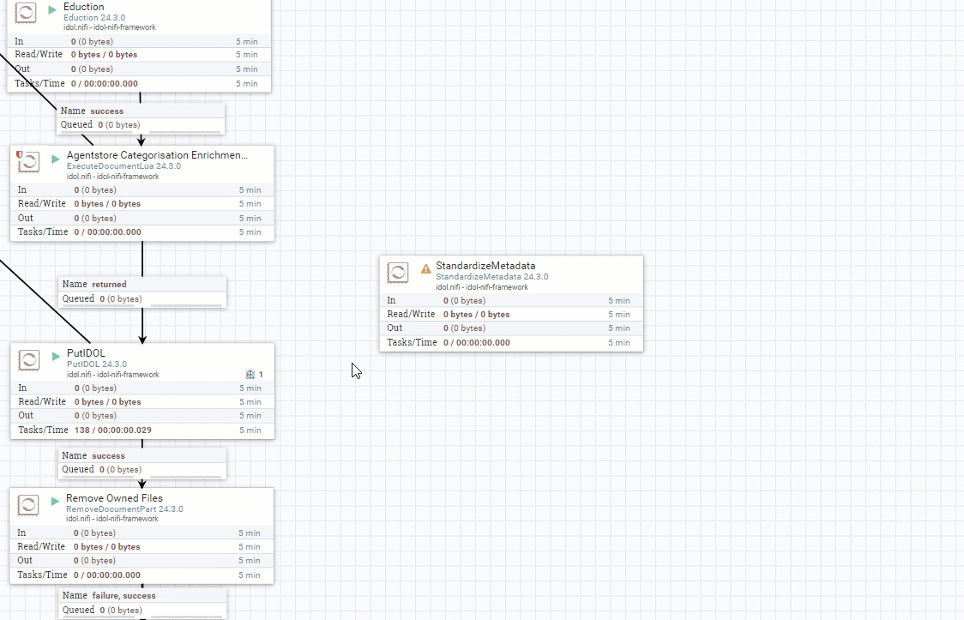 Eduction
Eduction 24.3.0
idol.nifi - idol-nifi-framework
In 0 (0 bytes) 5 min
Read/Write 0 bytes / 0 bytes 5 min
Out 0 (0 bytes) 5 min
Tasks/Time 0 / 00:00:00.000 5 min
Name success
Queued 0 (0 bytes)
Agentstore Categorisation Enrichmen...
ExecuteDocumentLua 24.3.0
idol.nifi - idol-nifi-framework
In 0 (0 bytes) 5 min
Read/Write 0 bytes / 0 bytes 5 min
Out 0 (0 bytes) 5 min
Tasks/Time 0 / 00:00:00.000 5 min
Name returned
Queued 0 (0 bytes)
StandardizeMetadata
StandardizeMetadata 24.3.0
idol.nifi - idol-nifi-framework
In 0 (0 bytes) 5 min
Read/Write 0 bytes / 0 bytes 5 min
Out 0 (0 bytes) 5 min
Tasks/Time 0 / 00:00:00.000 5 min
PutIDOL
PutIDOL 24.3.0
idol.nifi - idol-nifi-framework 1
In 0 (0 bytes) 5 min
Read/Write 0 bytes / 0 bytes 5 min
Out 0 (0 bytes) 5 min
Tasks/Time 138 / 00:00:00.029 5 min
Name success
Queued 0 (0 bytes)
Remove Owned Files
RemoveDocumentPart 24.3.0
idol.nifi - idol-nifi-framework
In 0 (0 bytes) 5 min
Read/Write 0 bytes / 0 bytes 5 min
Out 0 (0 bytes) 5 min
Tasks/Time 0 / 00:00:00.000 5 min
Name failure, success
Queued 0 (0 bytes)